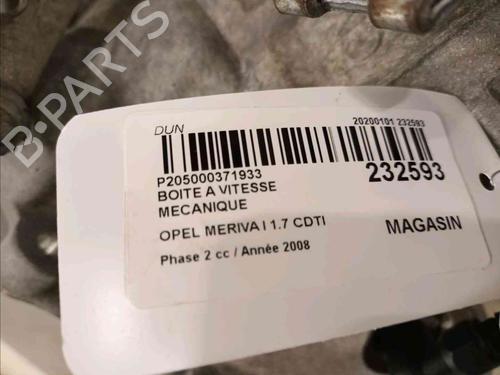 B-PARTS
DUN
20200101 232593
P205000371933
232593
BOITE A VITESSE
MECANIQUE
OPEL MERIVA I 1.7 CDTI
MAGASIN
Phase 2 cc / Année 2008